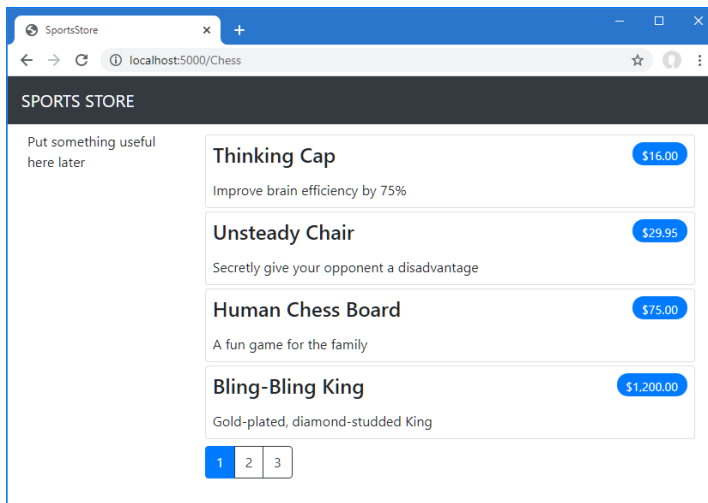 SportsStore
localhost:5000/Chess
SPORTS STORE
Put something useful
here later
Thinking Cap
$16.00
Improve brain efficiency by 75%
Unsteady Chair
$29.95
Secretly give your opponent a disadvantage
Human Chess Board
$75.00
A fun game for the family
Bling-Bling King
$1,200.00
Gold-plated, diamond-studded King
1 2 3